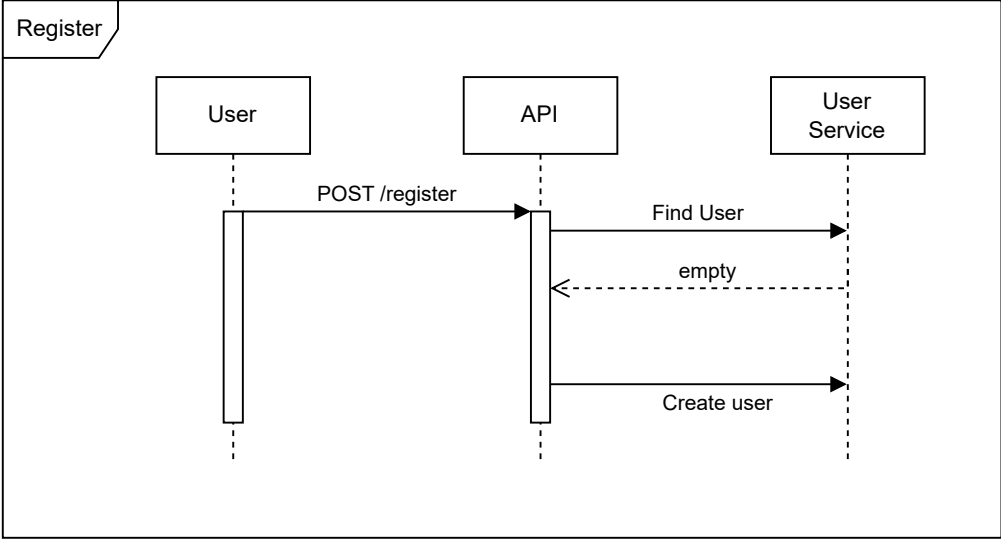 Register
User
API
User
Service
POST /register
Find User
empty
Create user